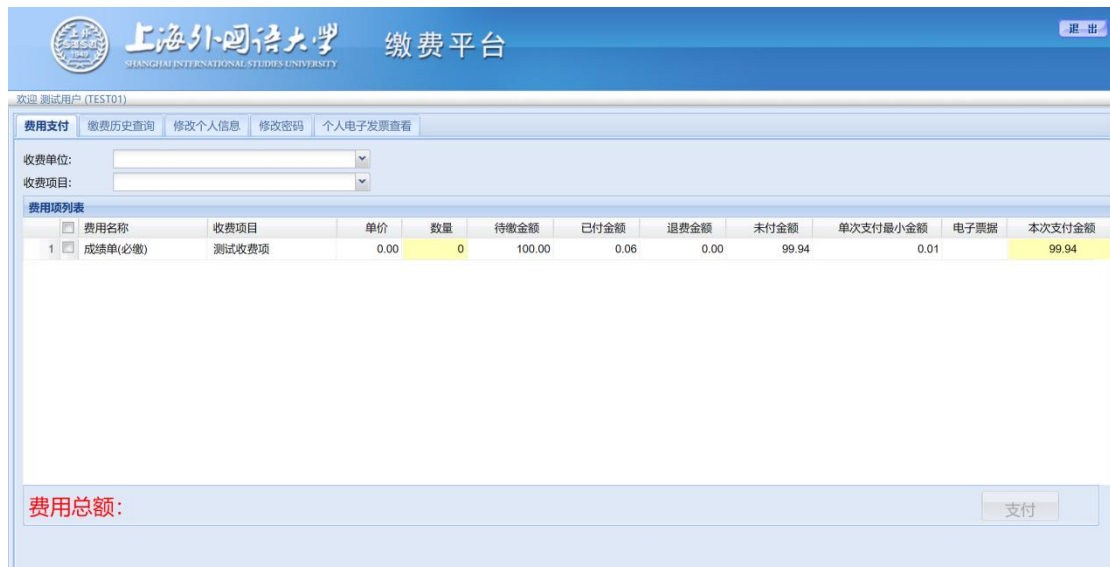 上海外国语大学 缴费平台 退 出
SHANGHAI INTERNATIONAL STUDIES UNIVERSITY
欢迎 测试用户 (TEST01)
费用支付 缴费历史查询 修改个人信息 修改密码 个人电子发票查看
收费单位:
收费项目:
费用项列表
费用名称 收费项目 单价 数量 待缴金额 已付金额 退费金额 未付金额 单次支付最小金额 电子票据 本次支付金额
1 成绩单(必缴) 测试收费项 0.00 0 100.00 0.06 0.00 99.94 0.01 99.94
费用总额: 支付